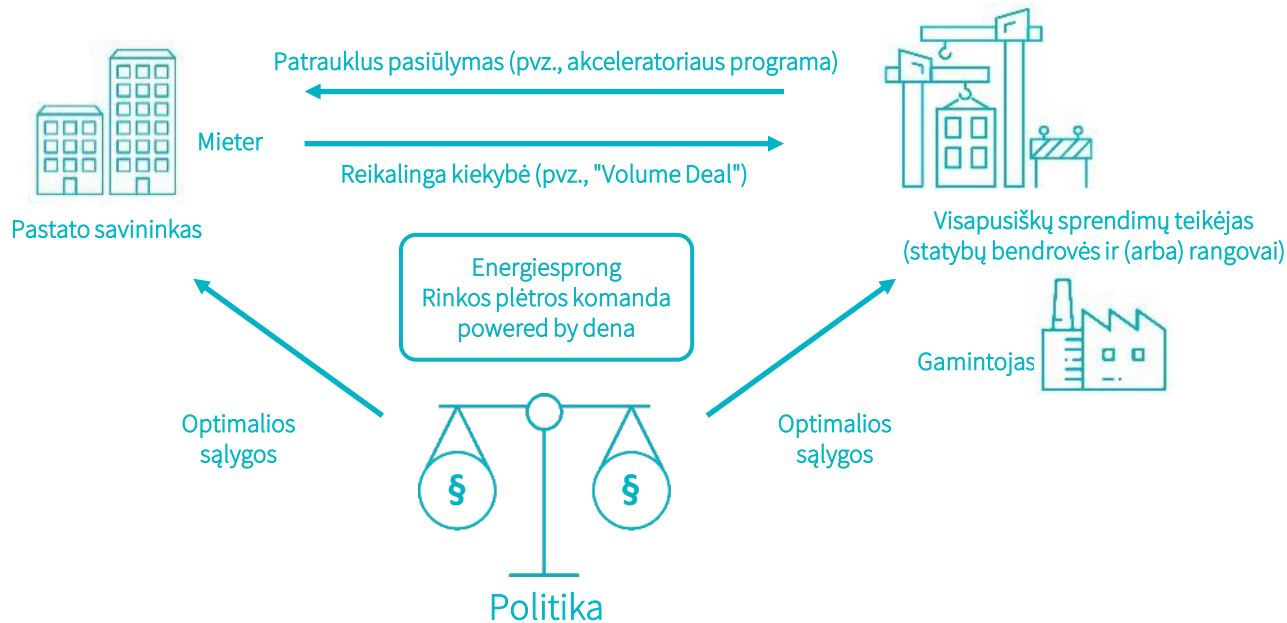 Patrauklus pasiūlymas (pvz., akceleratoriaus programa)
Mieter
Reikalinga kiekybė (pvz., "Volume Deal")
Pastato savininkas
Visapusiškų sprendimų teikėjas
(statybų bendrovės ir (arba) rangovai)
Energiesprong
Rinkos plėtros komanda
powered by dena
Gamintojas
Optimalios
sąlygos
Optimalios
sąlygos
§
§
Politika